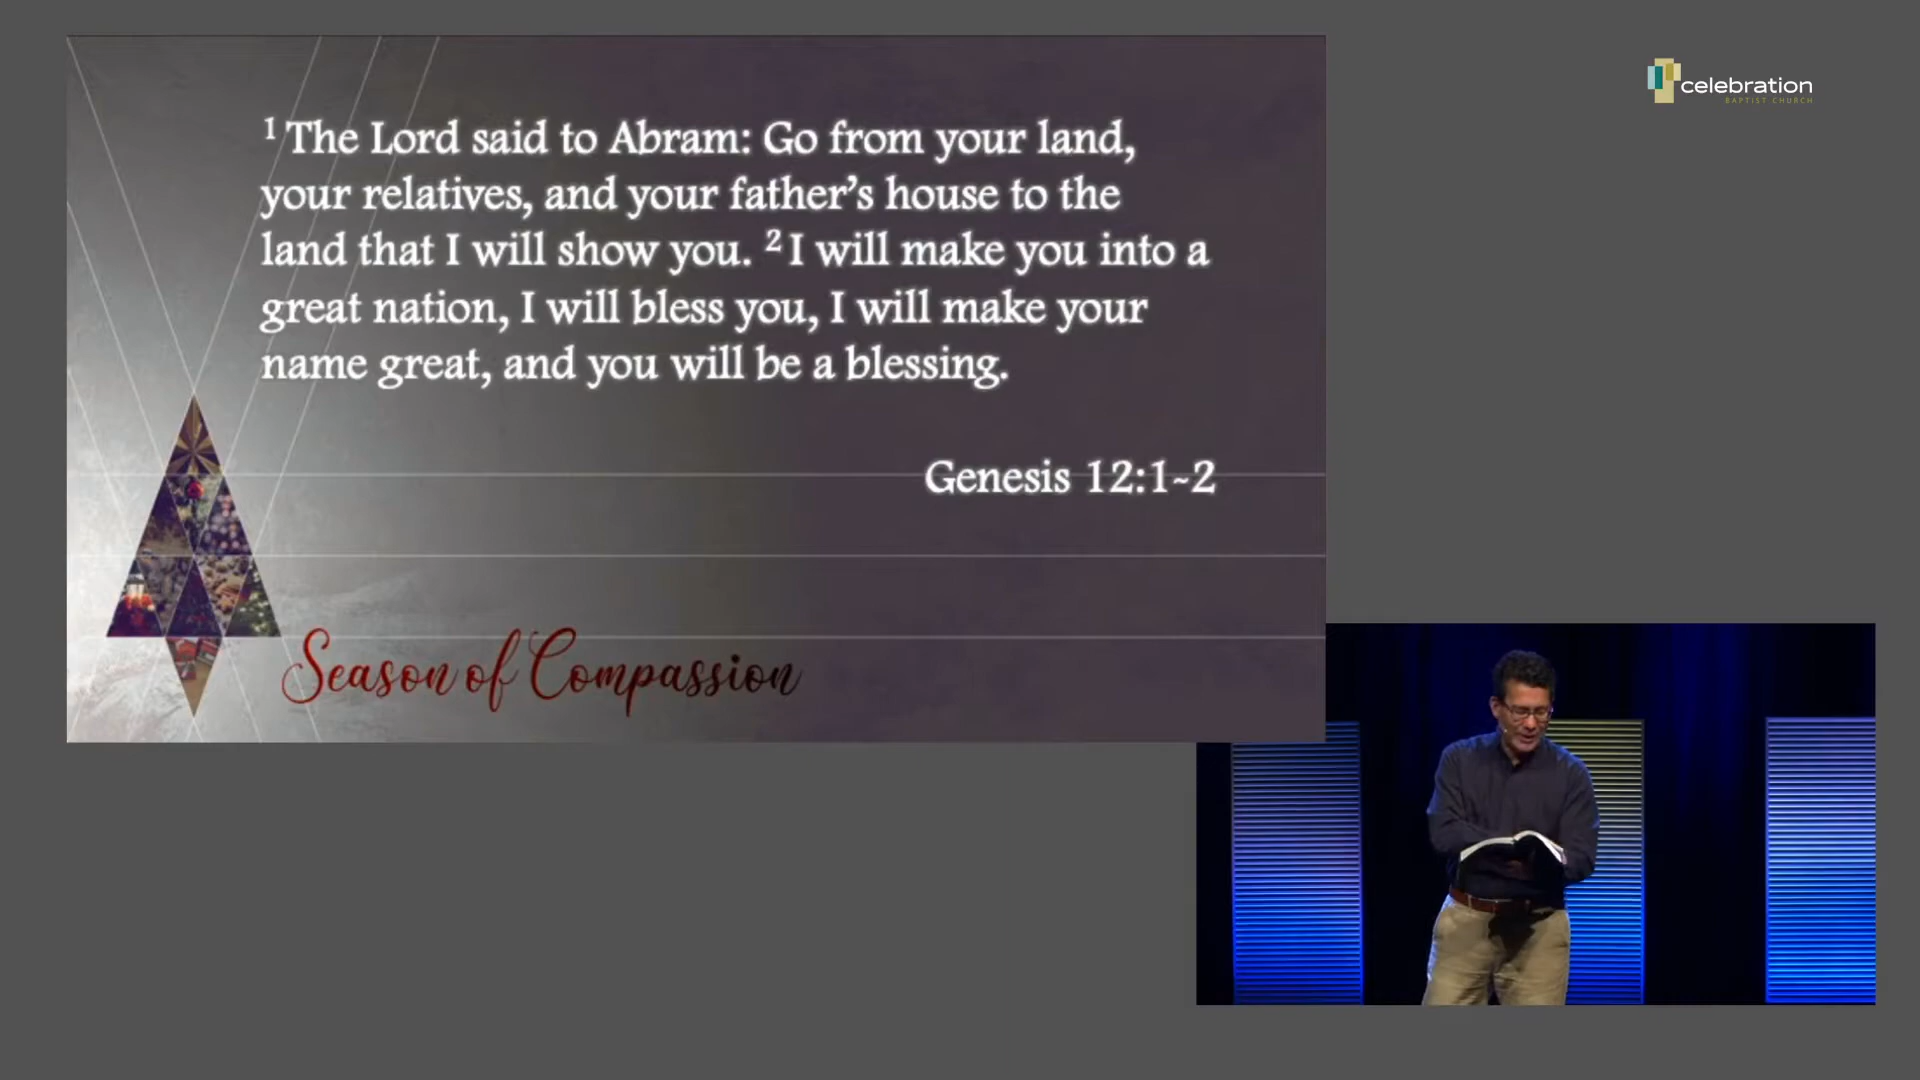 celebration
BAPTIST CHURCH
¹ The Lord said to Abram: Go from your land,
your relatives, and your father’s house to the
land that I will show you. ² I will make you into a
great nation, I will bless you, I will make your
name great, and you will be a blessing.
Genesis 12:1~2
Season of Compassion